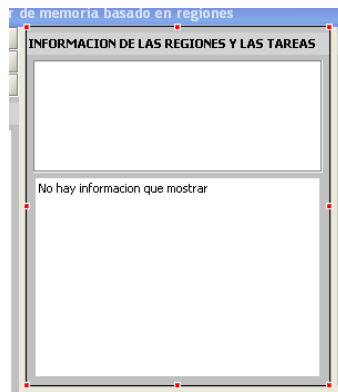 r de memoria basado en regiones
INFORMACION DE LAS REGIONES Y LAS TAREAS
No hay informacion que mostrar